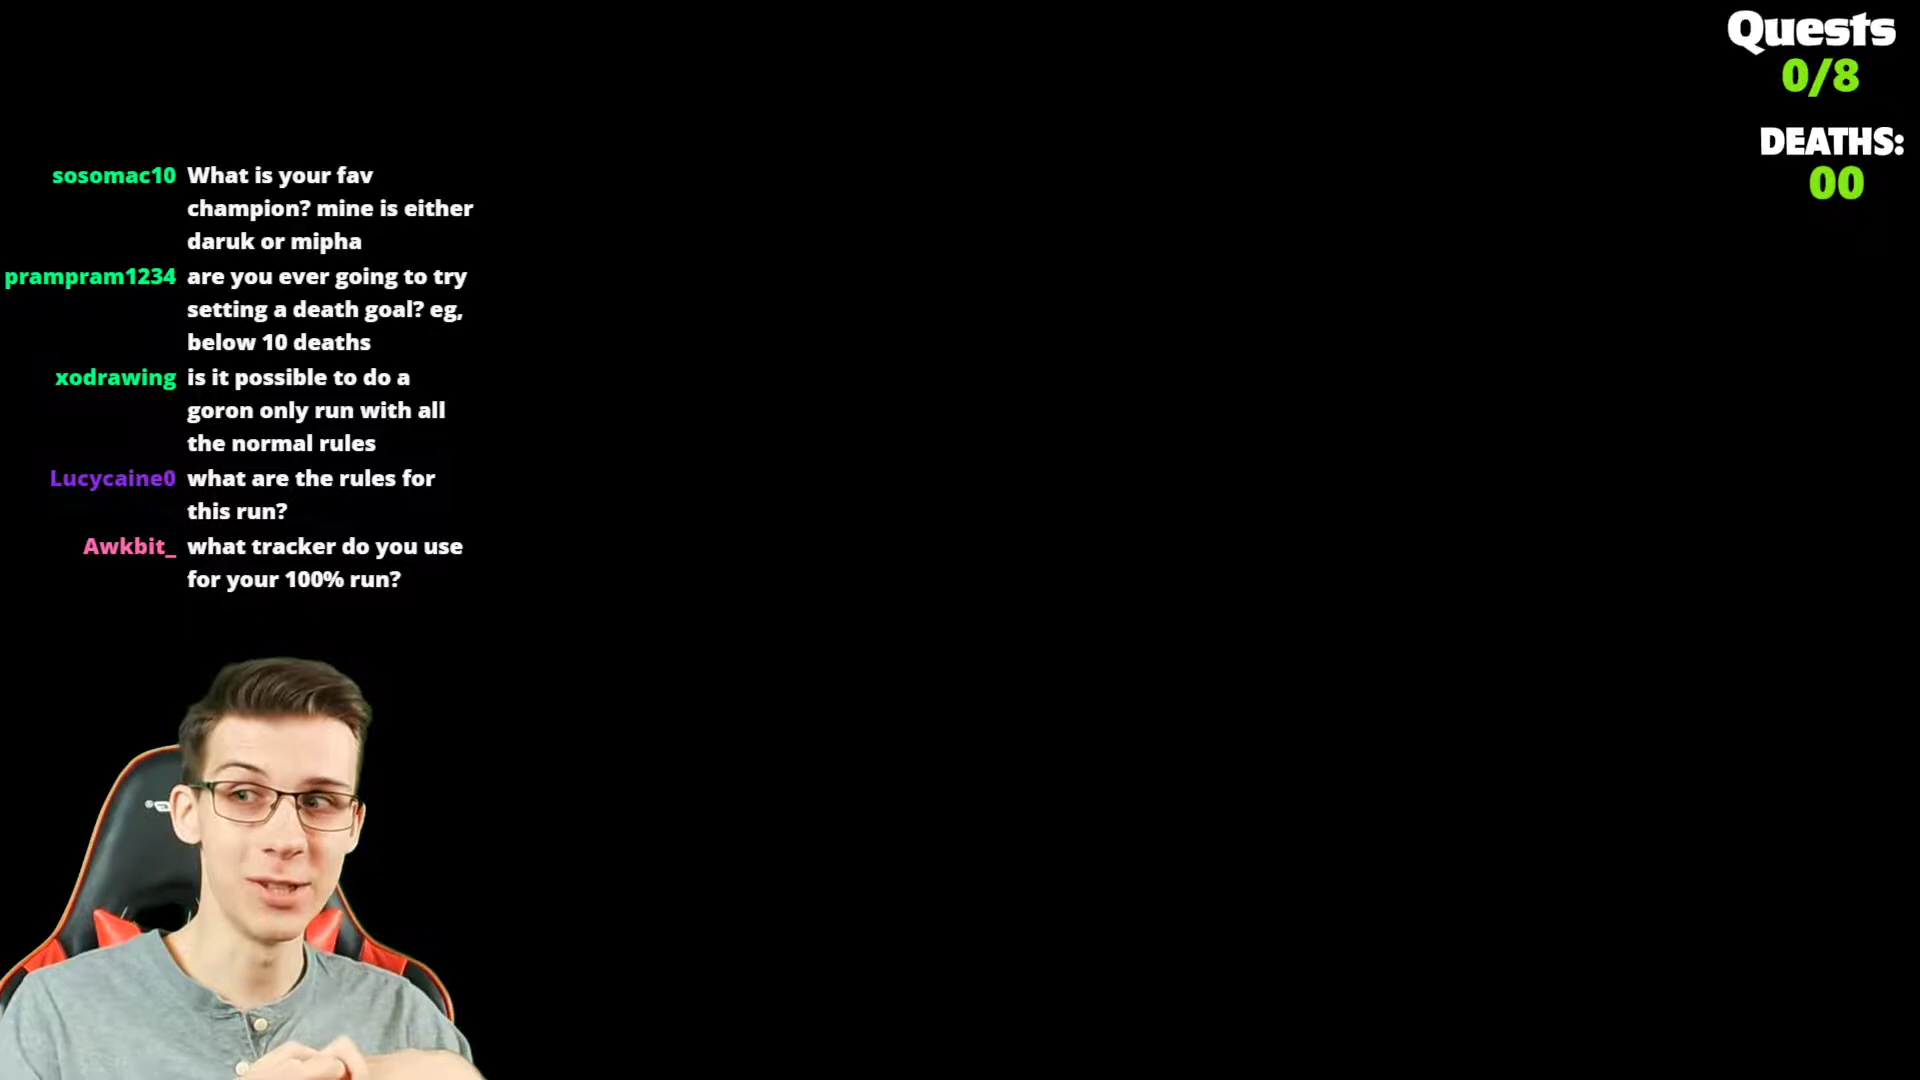 Quests
0/8
DEATHS:
00
sosomac10 What is your fav
champion? mine is either
daruk or mipha
prampram1234 are you ever going to try
setting a death goal? eg,
below 10 deaths
xodrawing is it possible to do a
goron only run with all
the normal rules
Lucycaine0 what are the rules for
this run?
Awkbit_ what tracker do you use
for your 100% run?